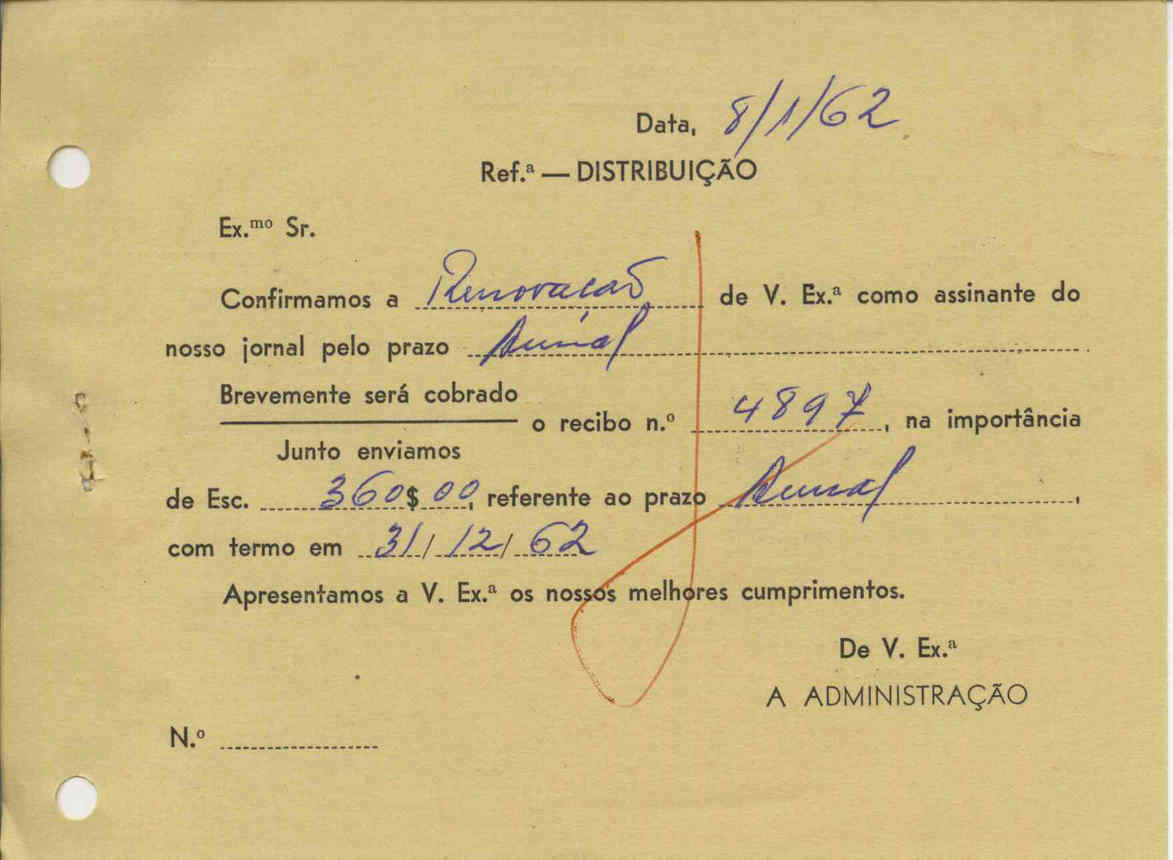 Data, 8/1/62
Ref.ª — DISTRIBUIÇÃO
Ex.mo Sr.
Confirmamos a Renovação de V. Ex.ª como assinante do
nosso jornal pelo prazo Anual
Brevemente será cobrado
o recibo n.º 4897, na importância
Junto enviamos
de Esc. 360$00, referente ao prazo Anual,
com termo em 31/12/62
Apresentamos a V. Ex.ª os nossos melhores cumprimentos.
De V. Ex.ª
A ADMINISTRAÇÃO
N.º